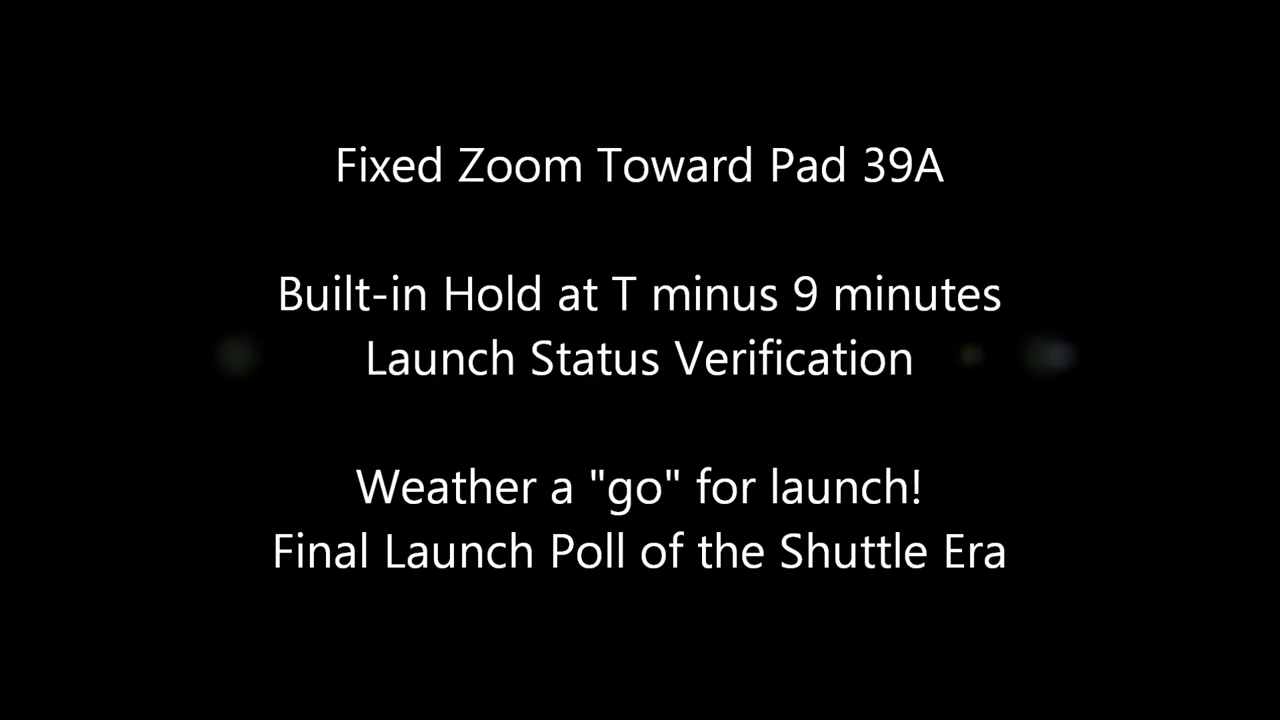 Fixed Zoom Toward Pad 39A
Built-in Hold at T minus 9 minutes
Launch Status Verification
Weather a "go" for launch!
Final Launch Poll of the Shuttle Era